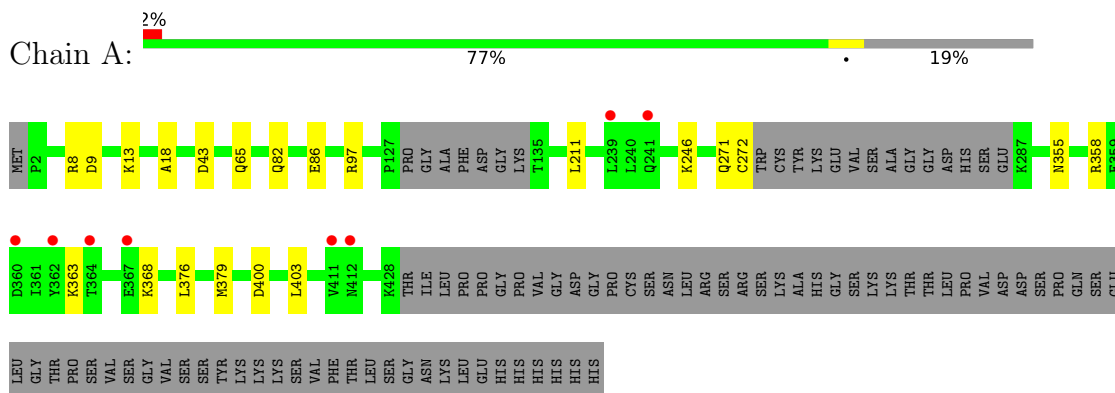 2%
Chain A:
77% • 19%
MET P2 R8 D9 K13 A18 D43 Q65 Q82 E86 R97 P127 PRO GLY ALA PHE ASP GLY LYS T135 L211 L239 L240 Q241 K246 Q271 C272 TRP CYS TYR LYS GLU VAL SER ALA GLY GLY ASP HIS SER GLU K287 N355 R358 E359
D360 I361 Y362 K363 T364 E367 K368 L376 M379 D400 L403 V411 N412 K428 THR ILE LEU PRO PRO GLY PRO VAL GLY ASP GLY PRO CYS SER ASN LEU ARG SER ARG SER LYS ALA HIS GLY SER LYS LYS THR THR LEU PRO VAL ASP ASP SER PRO GLN SER GLU
LEU GLY THR PRO SER VAL SER GLY VAL SER SER TYR LYS LYS LYS SER VAL PHE THR LEU SER GLY ASN LYS LEU GLU HIS HIS HIS HIS HIS HIS